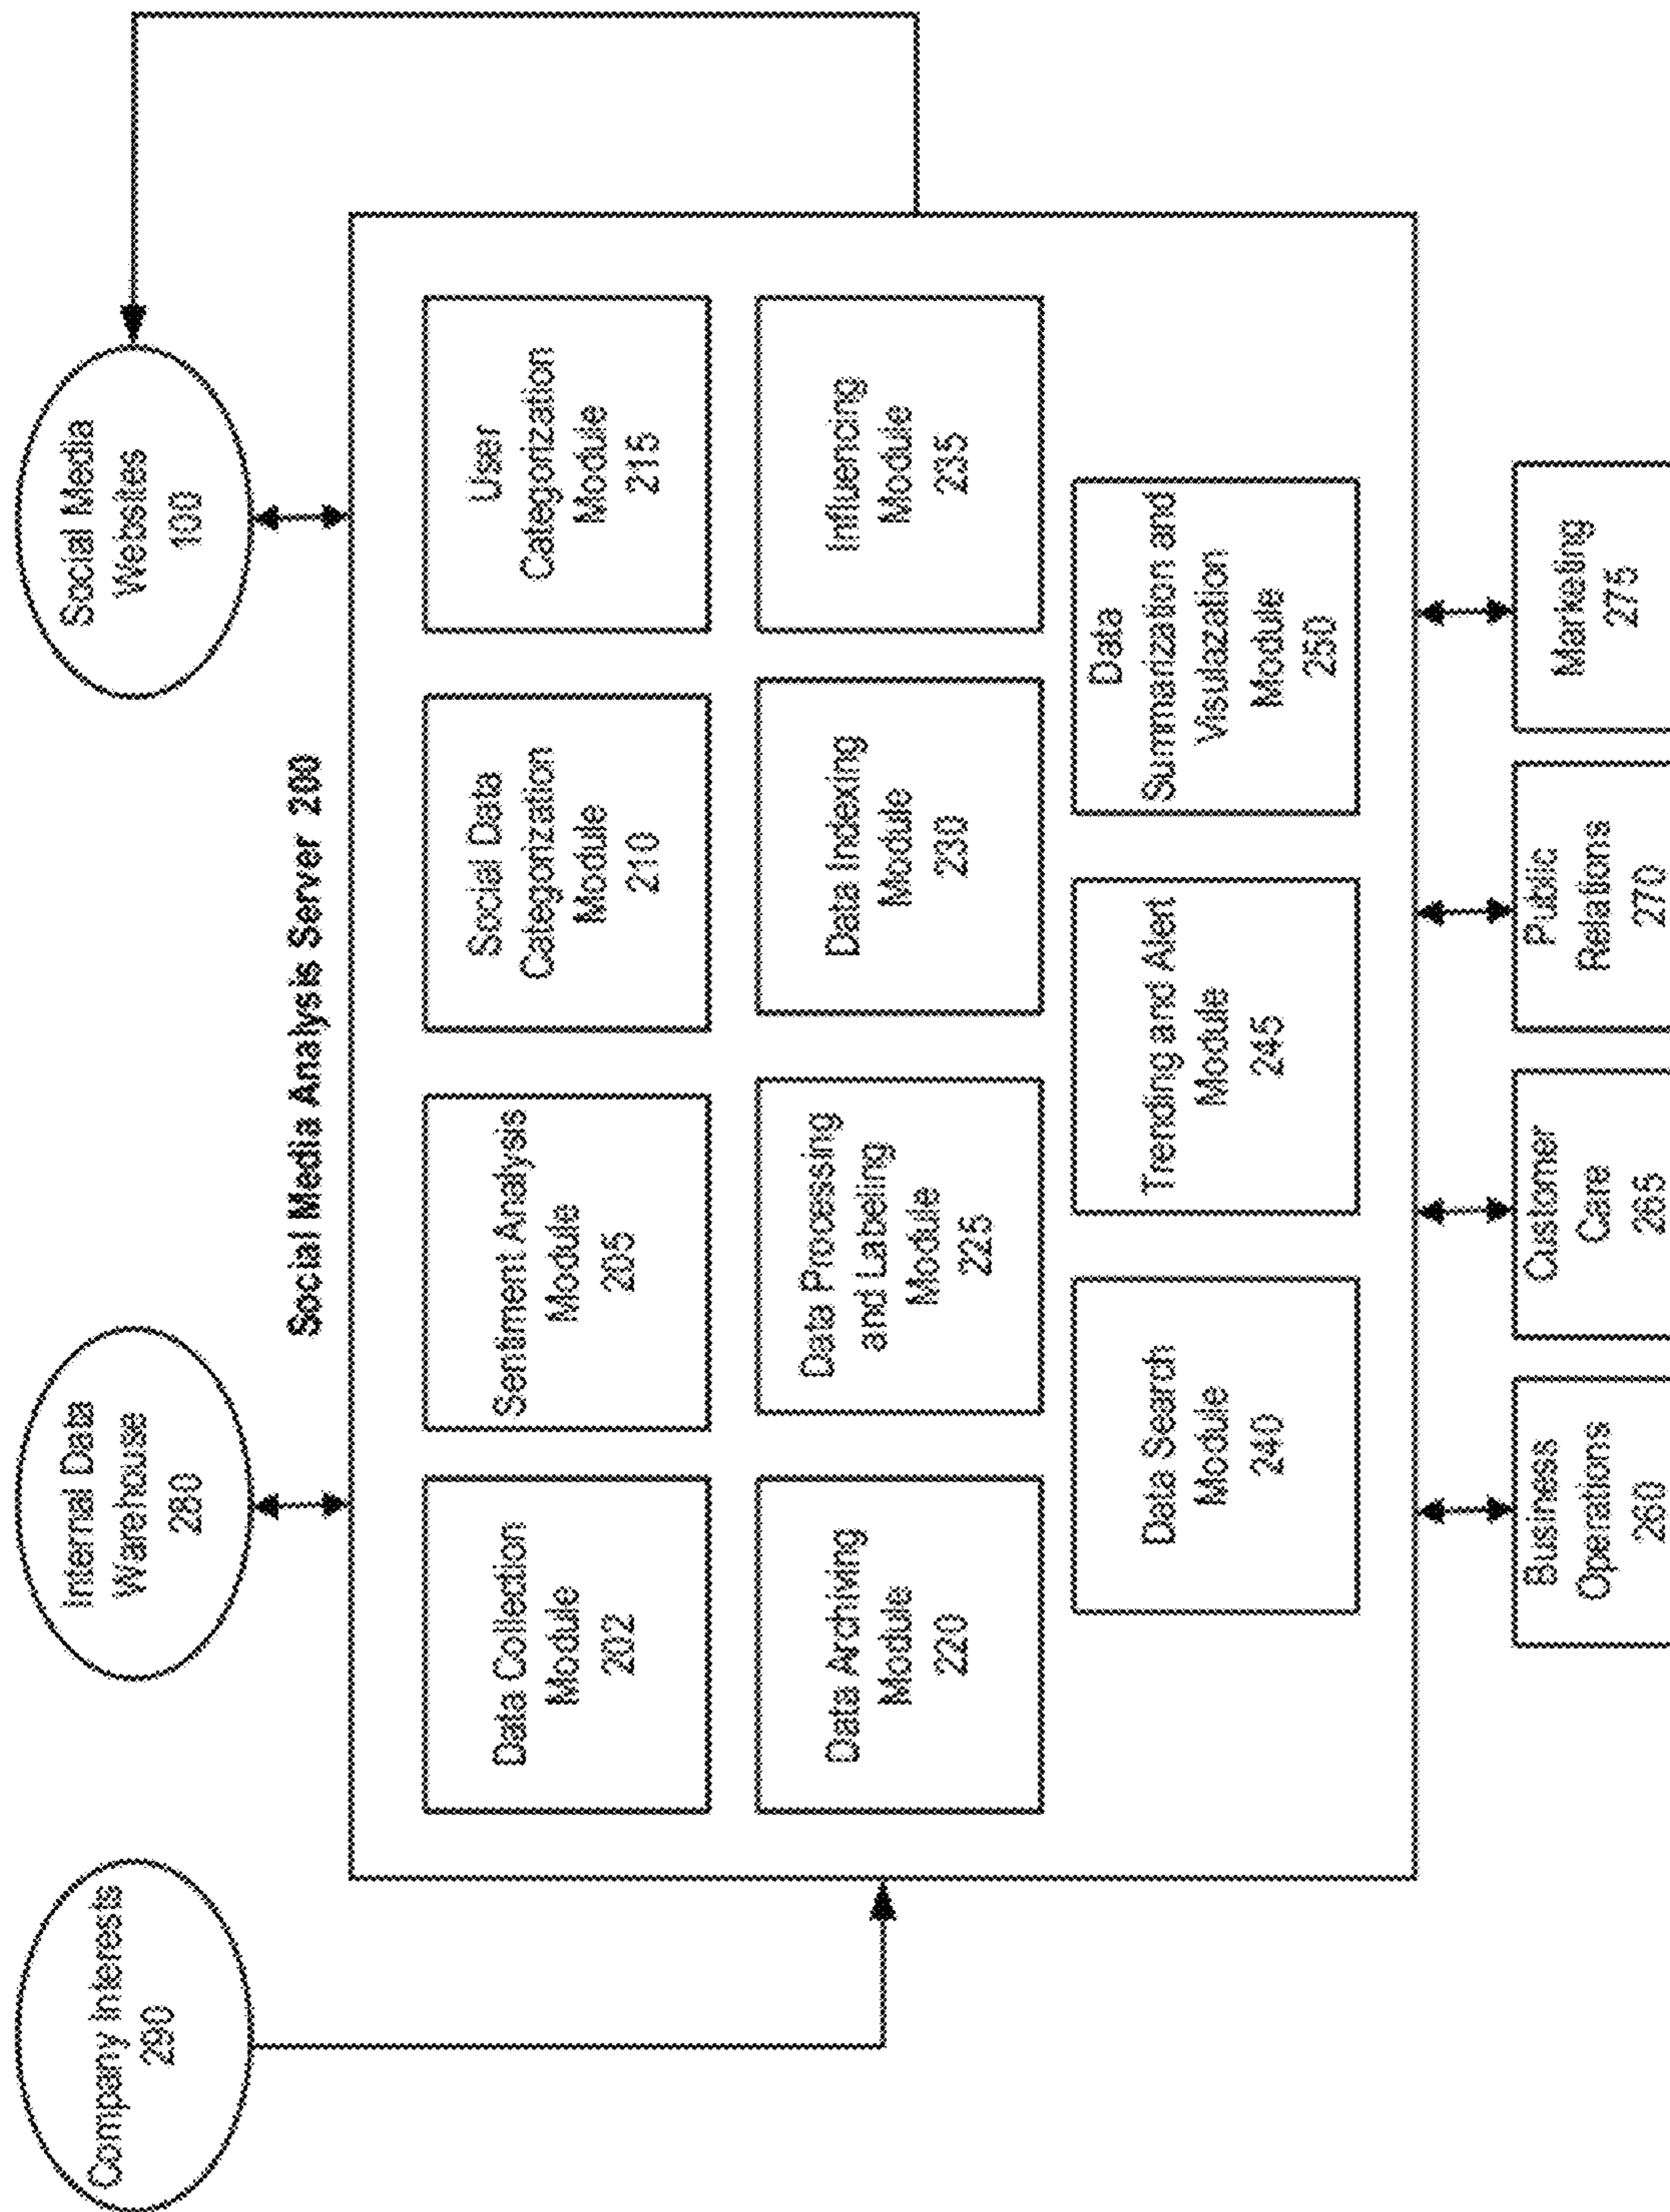 Company Interests
290
Internal Data
Warehouse
280
Social Media
Websites
100
Social Media Analysis Server 200
Data Collection
Module
202
Sentiment Analysis
Module
205
Social Data
Categorization
Module
210
User
Categorization
Module
215
Data Archiving
Module
220
Data Processing
and Labeling
Module
225
Data Indexing
Module
230
Influencing
Module
235
Data Search
Module
240
Trending and Alert
Module
245
Data
Summarization and
Visulazation
Module
250
Business
Operations
260
Customer
Care
265
Public
Relations
270
Marketing
275